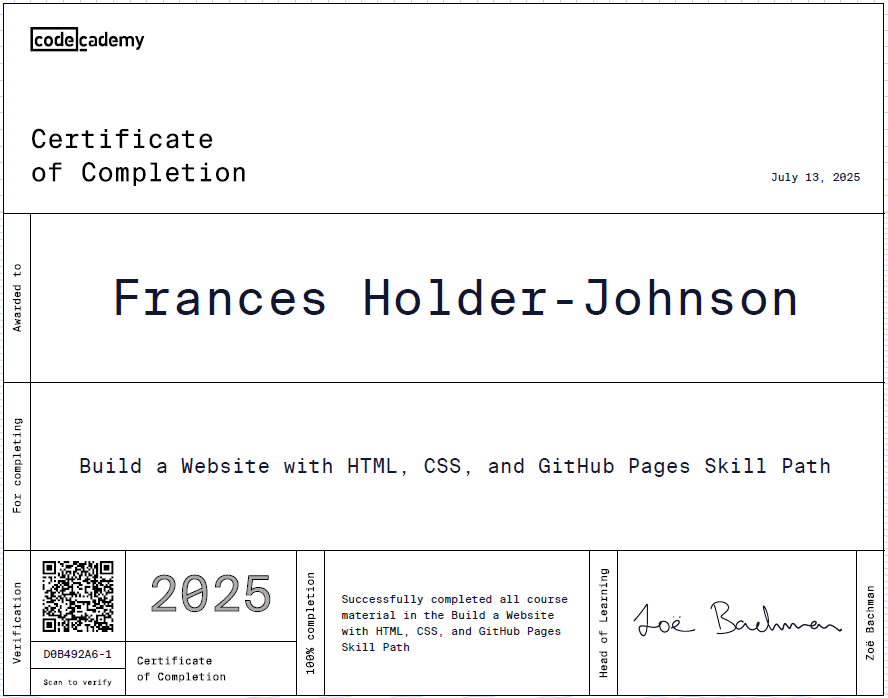 codecademy
Certificate
of Completion
July 13, 2025
Awarded to
Frances Holder-Johnson
For completing
Build a Website with HTML, CSS, and GitHub Pages Skill Path
Verification
D0B492A6-1
Scan to verify
2025
Certificate
of Completion
100% completion
Successfully completed all course
material in the Build a Website
with HTML, CSS, and GitHub Pages
Skill Path
Head of Learning
Zoë Bachman
Zoë Bachman